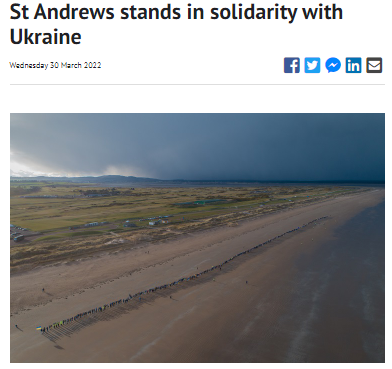 St Andrews stands in solidarity with
Ukraine
Wednesday 30 March 2022